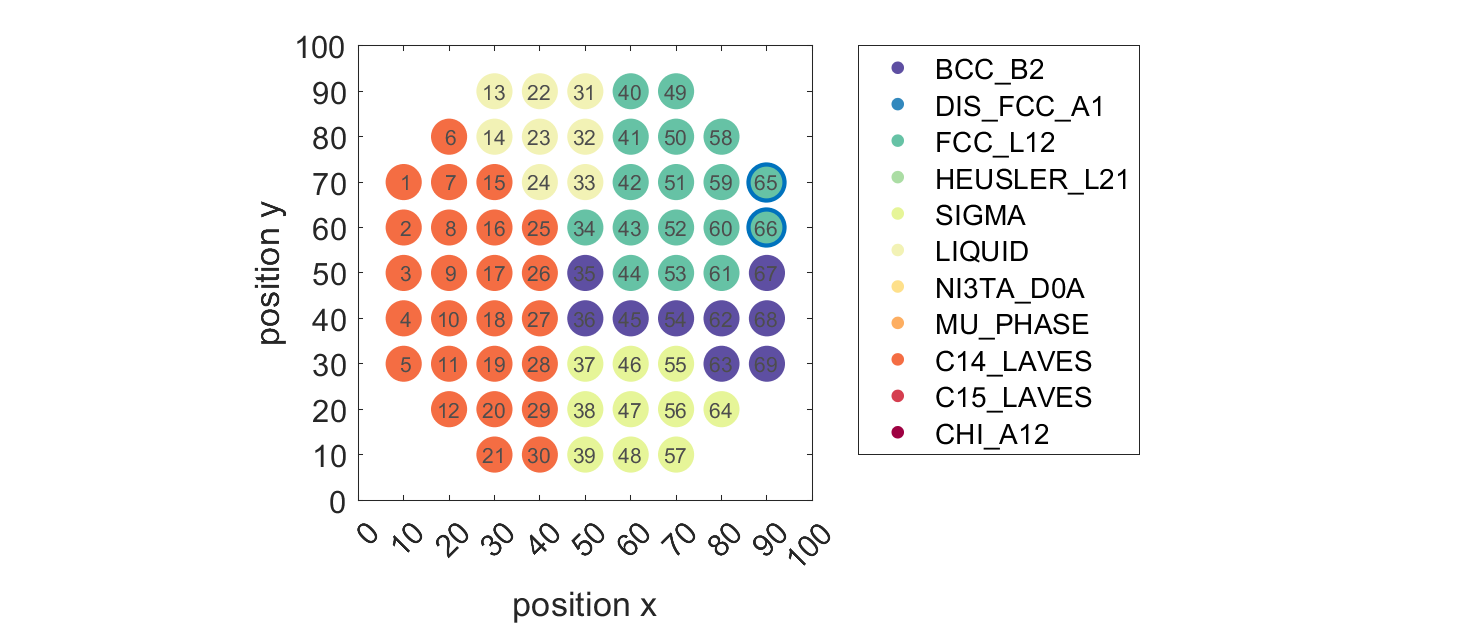 100
90
80
70
60
50
40
30
20
10
0
position y
13 22 31 40 49
6 14 23 32 41 50 58
1 7 15 24 33 42 51 59 65
2 8 16 25 34 43 52 60 66
3 9 17 26 35 44 53 61 67
4 10 18 27 36 45 54 62 68
5 11 19 28 37 46 55 63 69
12 20 29 38 47 56 64
21 30 39 48 57
0 10 20 30 40 50 60 70 80 90 100
position x
BCC_B2
DIS_FCC_A1
FCC_L12
HEUSLER_L21
SIGMA
LIQUID
NI3TA_D0A
MU_PHASE
C14_LAVES
C15_LAVES
CHI_A12